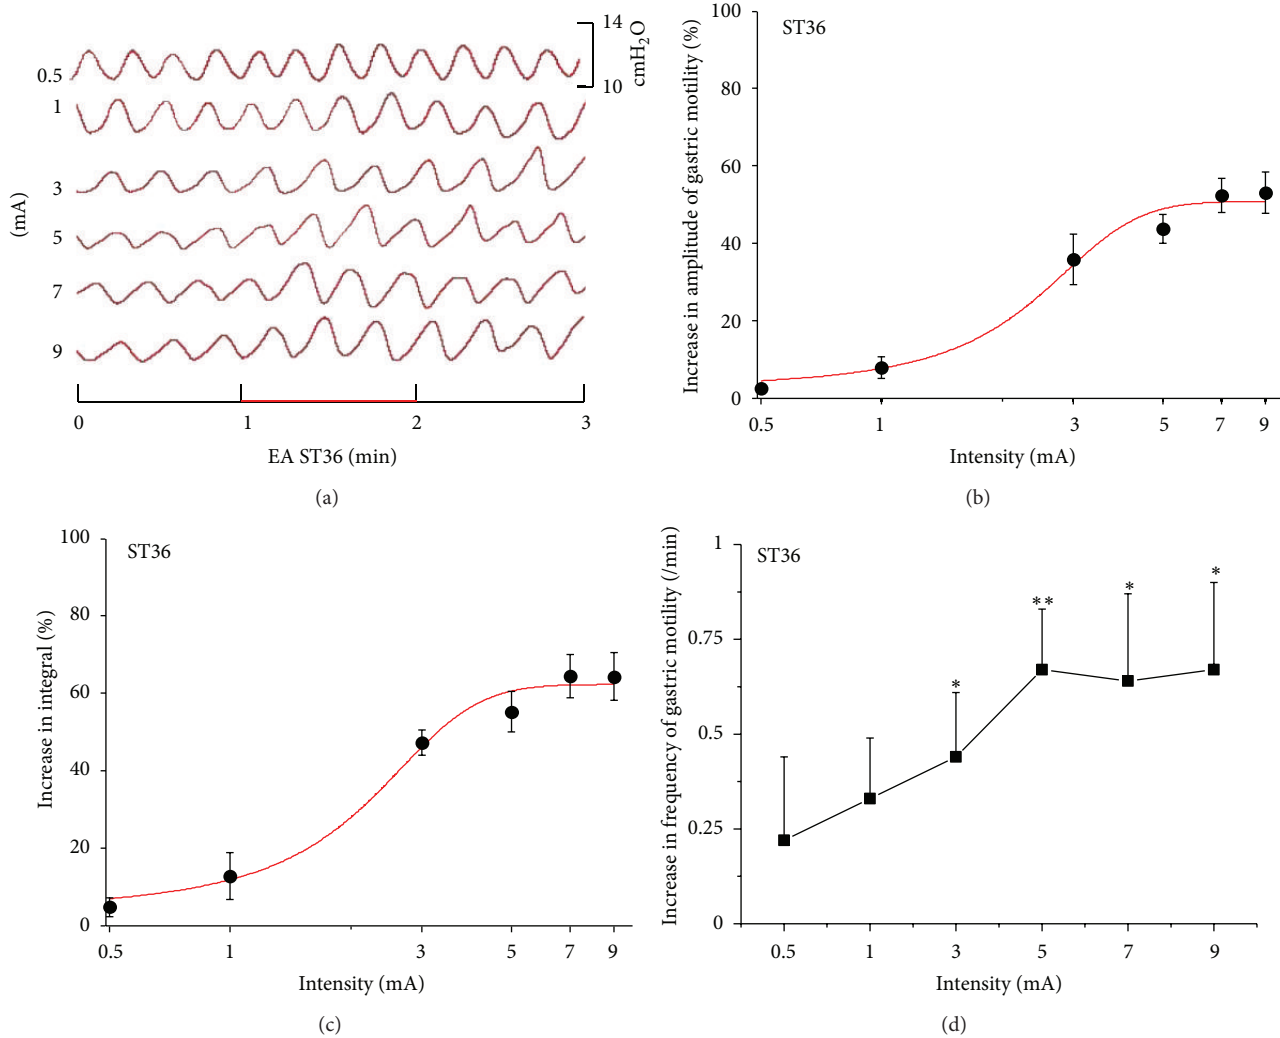 14
cmH₂O
10
0.5
1
3
5
7
9
(mA)
0 1 2 3
EA ST36 (min)
(a)
ST36
Increase in amplitude of gastric motility (%)
100
80
60
40
20
0
0.5 1 3 5 7 9
Intensity (mA)
(b)
ST36
Increase in integral (%)
100
80
60
40
20
0
0.5 1 3 5 7 9
Intensity (mA)
(c)
ST36
Increase in frequency of gastric motility (/min)
1
0.75
0.5
0.25
0
*
**
*
*
0.5 1 3 5 7 9
Intensity (mA)
(d)